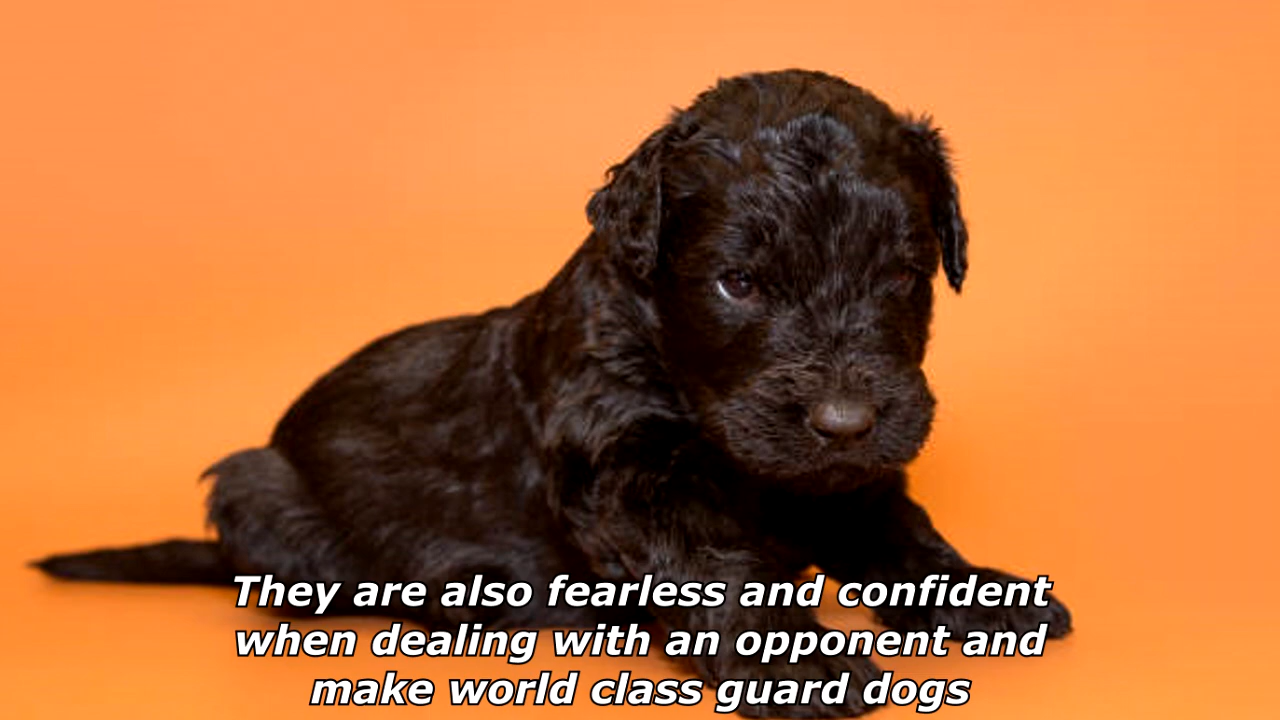 They are also fearless and confident
when dealing with an opponent and
make world class guard dogs